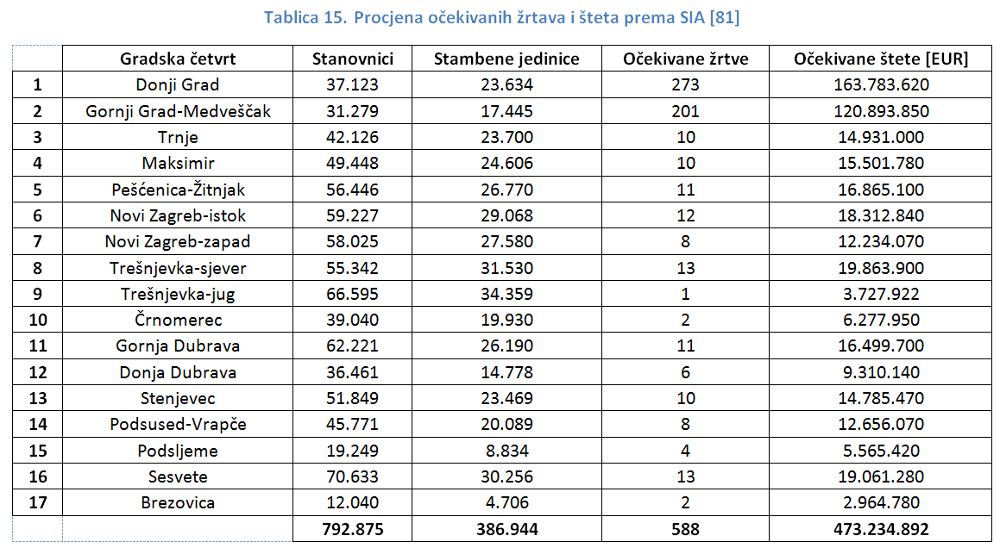 Tablica 15. Procjena očekivanih žrtava i šteta prema SIA [81]
Gradska četvrt Stanovnici Stambene jedinice Očekivane žrtve Očekivane štete [EUR]
1 Donji Grad 37.123 23.634 273 163.783.620
2 Gornji Grad-Medveščak 31.279 17.445 201 120.893.850
3 Trnje 42.126 23.700 10 14.931.000
4 Maksimir 49.448 24.606 10 15.501.780
5 Pešćenica-Žitnjak 56.446 26.770 11 16.865.100
6 Novi Zagreb-istok 59.227 29.068 12 18.312.840
7 Novi Zagreb-zapad 58.025 27.580 8 12.234.070
8 Trešnjevka-sjever 55.342 31.530 13 19.863.900
9 Trešnjevka-jug 66.595 34.359 1 3.727.922
10 Črnomerec 39.040 19.930 2 6.277.950
11 Gornja Dubrava 62.221 26.190 11 16.499.700
12 Donja Dubrava 36.461 14.778 6 9.310.140
13 Stenjevec 51.849 23.469 10 14.785.470
14 Podsused-Vrapče 45.771 20.089 8 12.656.070
15 Podsljeme 19.249 8.834 4 5.565.420
16 Sesvete 70.633 30.256 13 19.061.280
17 Brezovica 12.040 4.706 2 2.964.780
792.875 386.944 588 473.234.892